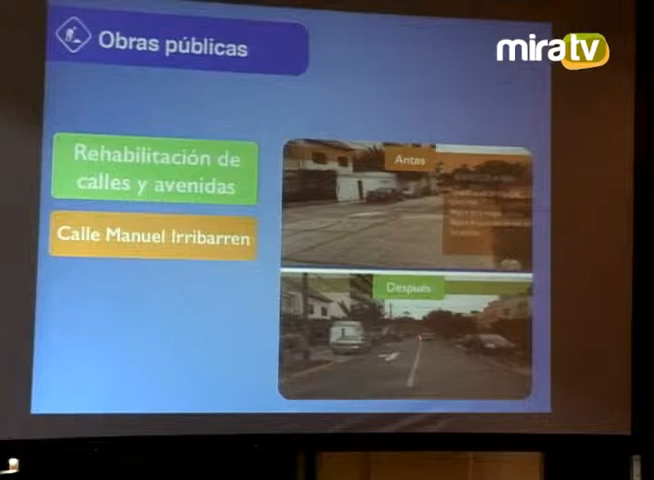 Obras públicas
miratv
Rehabilitación de
calles y avenidas
Calle Manuel Irribarren
Antes
Después